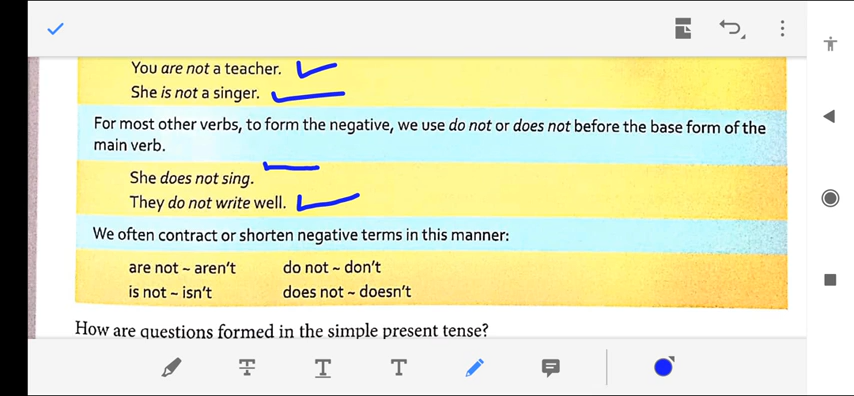 You are not a teacher.
She is not a singer.
For most other verbs, to form the negative, we use do not or does not before the base form of the
main verb.
She does not sing.
They do not write well.
We often contract or shorten negative terms in this manner:
are not ~ aren't do not ~ don't
is not ~ isn't does not ~ doesn't
How are questions formed in the simple present tense?